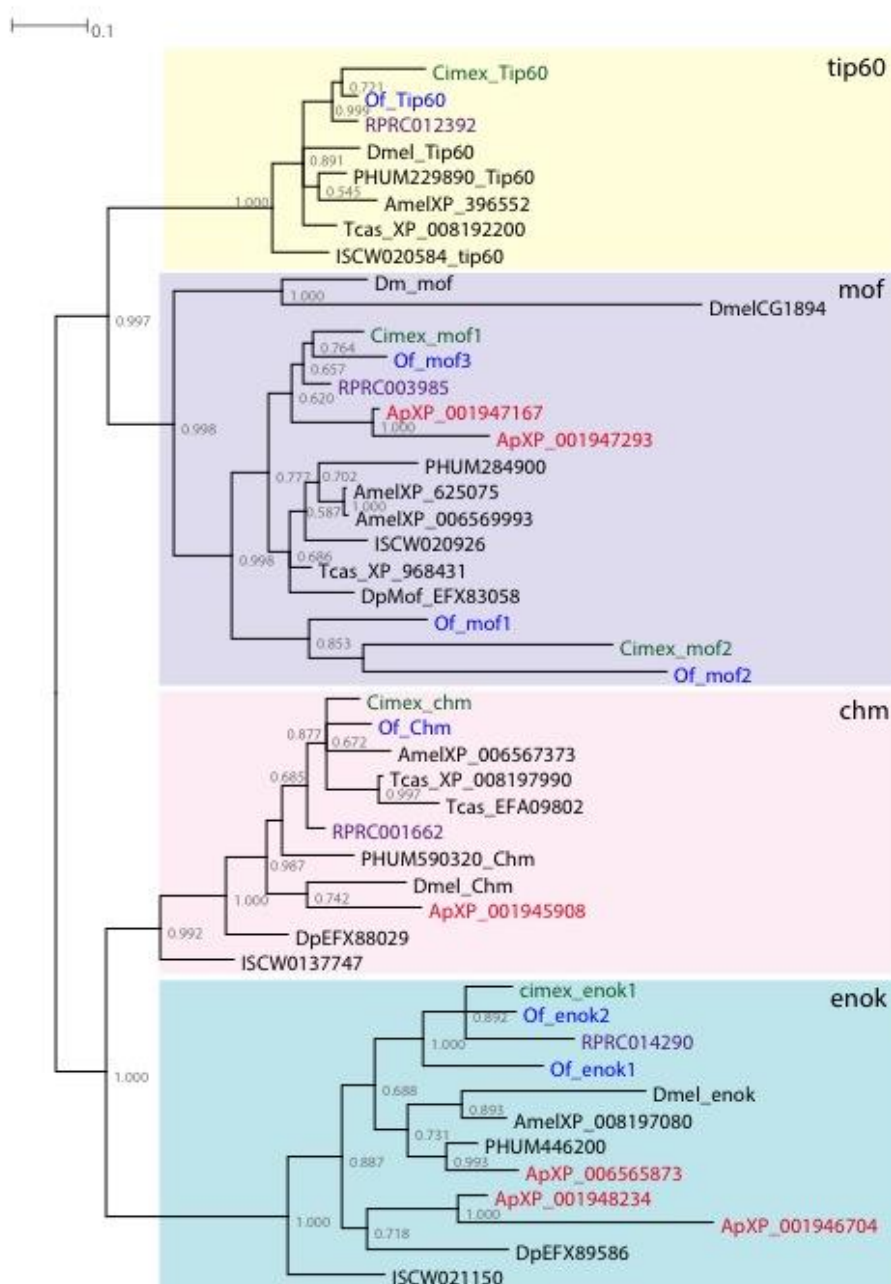 0.1
tip60
Cimex_Tip60
0.721
Of_Tip60
0.999
RPRC012392
Dmel_Tip60
0.891
PHUM229890_Tip60
0.545
AmelXP_396552
1.000
Tcas_XP_008192200
ISCW020584_tip60
mof
Dm_mof
1.000
DmelCG1894
0.997
Cimex_mof1
0.764
Of_mof3
0.657
RPRC003985
0.620
ApXP_001947167
1.000
0.998
ApXP_001947293
PHUM284900
0.777
0.702
AmelXP_625075
1.000
0.587
AmelXP_006569993
ISCW020926
0.686
0.998
Tcas_XP_968431
DpMof_EFX83058
Of_mof1
0.853
Cimex_mof2
Of_mof2
chm
Cimex_chm
Of_Chm
0.877
0.672
AmelXP_006567373
0.685
Tcas_XP_008197990
0.997
Tcas_EFA09802
RPRC001662
PHUM590320_Chm
0.987
Dmel_Chm
1.000
0.742
ApXP_001945908
0.992
DpEFX88029
ISCW0137747
enok
cimex_enok1
0.892
Of_enok2
RPRC014290
1.000
Of_enok1
1.000
0.688
Dmel_enok
0.893
AmelXP_008197080
0.731
PHUM446200
0.887
0.993
ApXP_006565873
ApXP_001948234
1.000
1.000
ApXP_001946704
0.718
DpEFX89586
ISCW021150